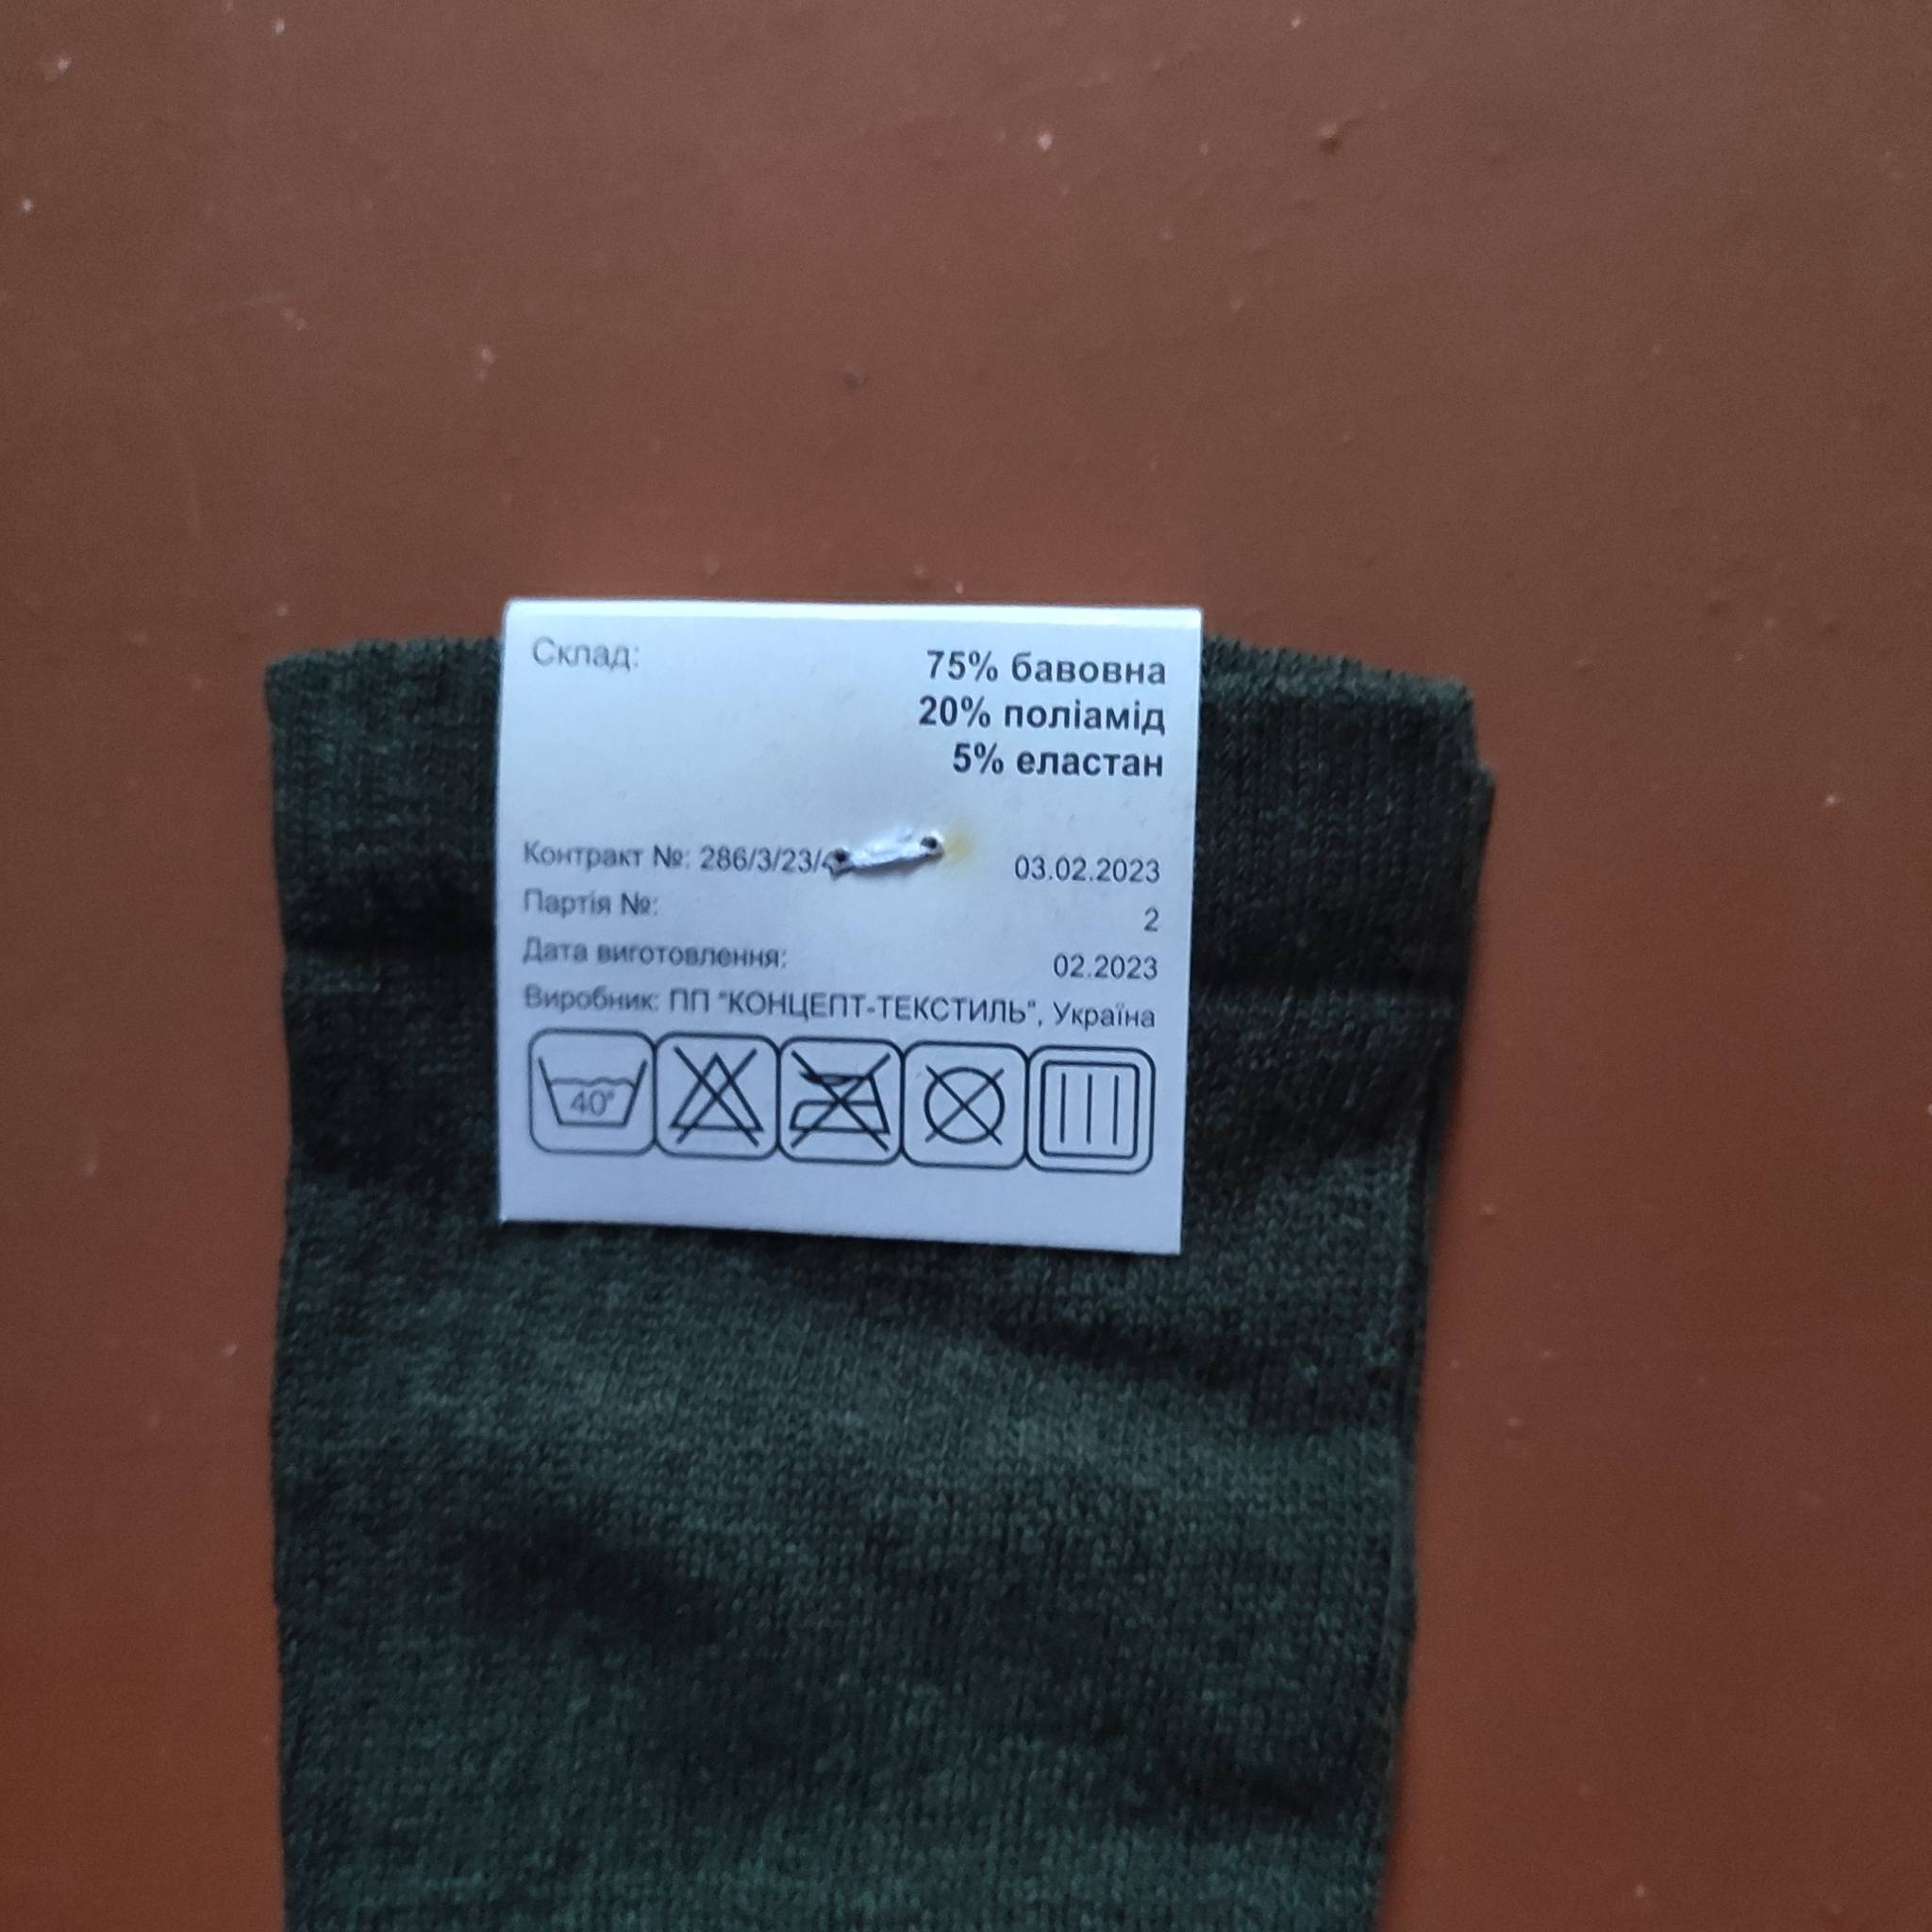 Склад: 75% бавовна
20% поліамід
5% еластан
Контракт №: 286/3/23/ 03.02.2023
Партія №: 2
Дата виготовлення: 02.2023
Виробник: ПП "КОНЦЕПТ-ТЕКСТИЛЬ", Україна
40°